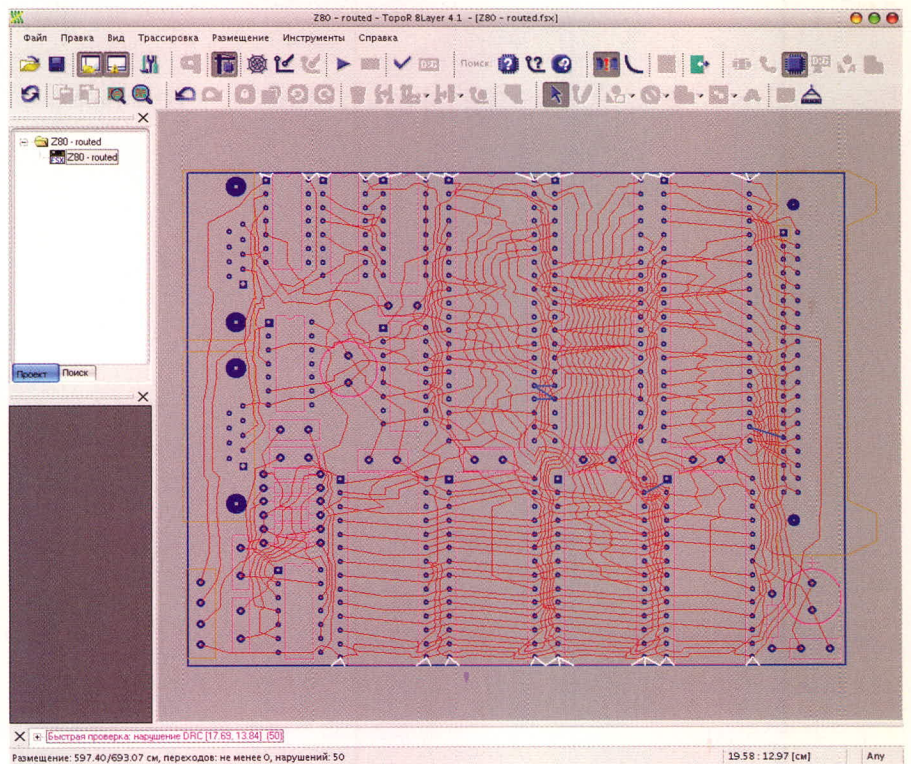 Z80 - routed - TopoR 8Layer 4.1 - [Z80 - routed.fsx]
Файл Правка Вид Трассировка Размещение Инструменты Справка
Поиск:
Z80 - routed
FSX Z80 - routed
Проект Поиск
Быстрая проверка: нарушение DRC [17.69, 13.84] (50)
Размещение: 597.40/693.07 см, переходов: не менее 0, нарушений: 50 19.58 : 12.97 [см] Any